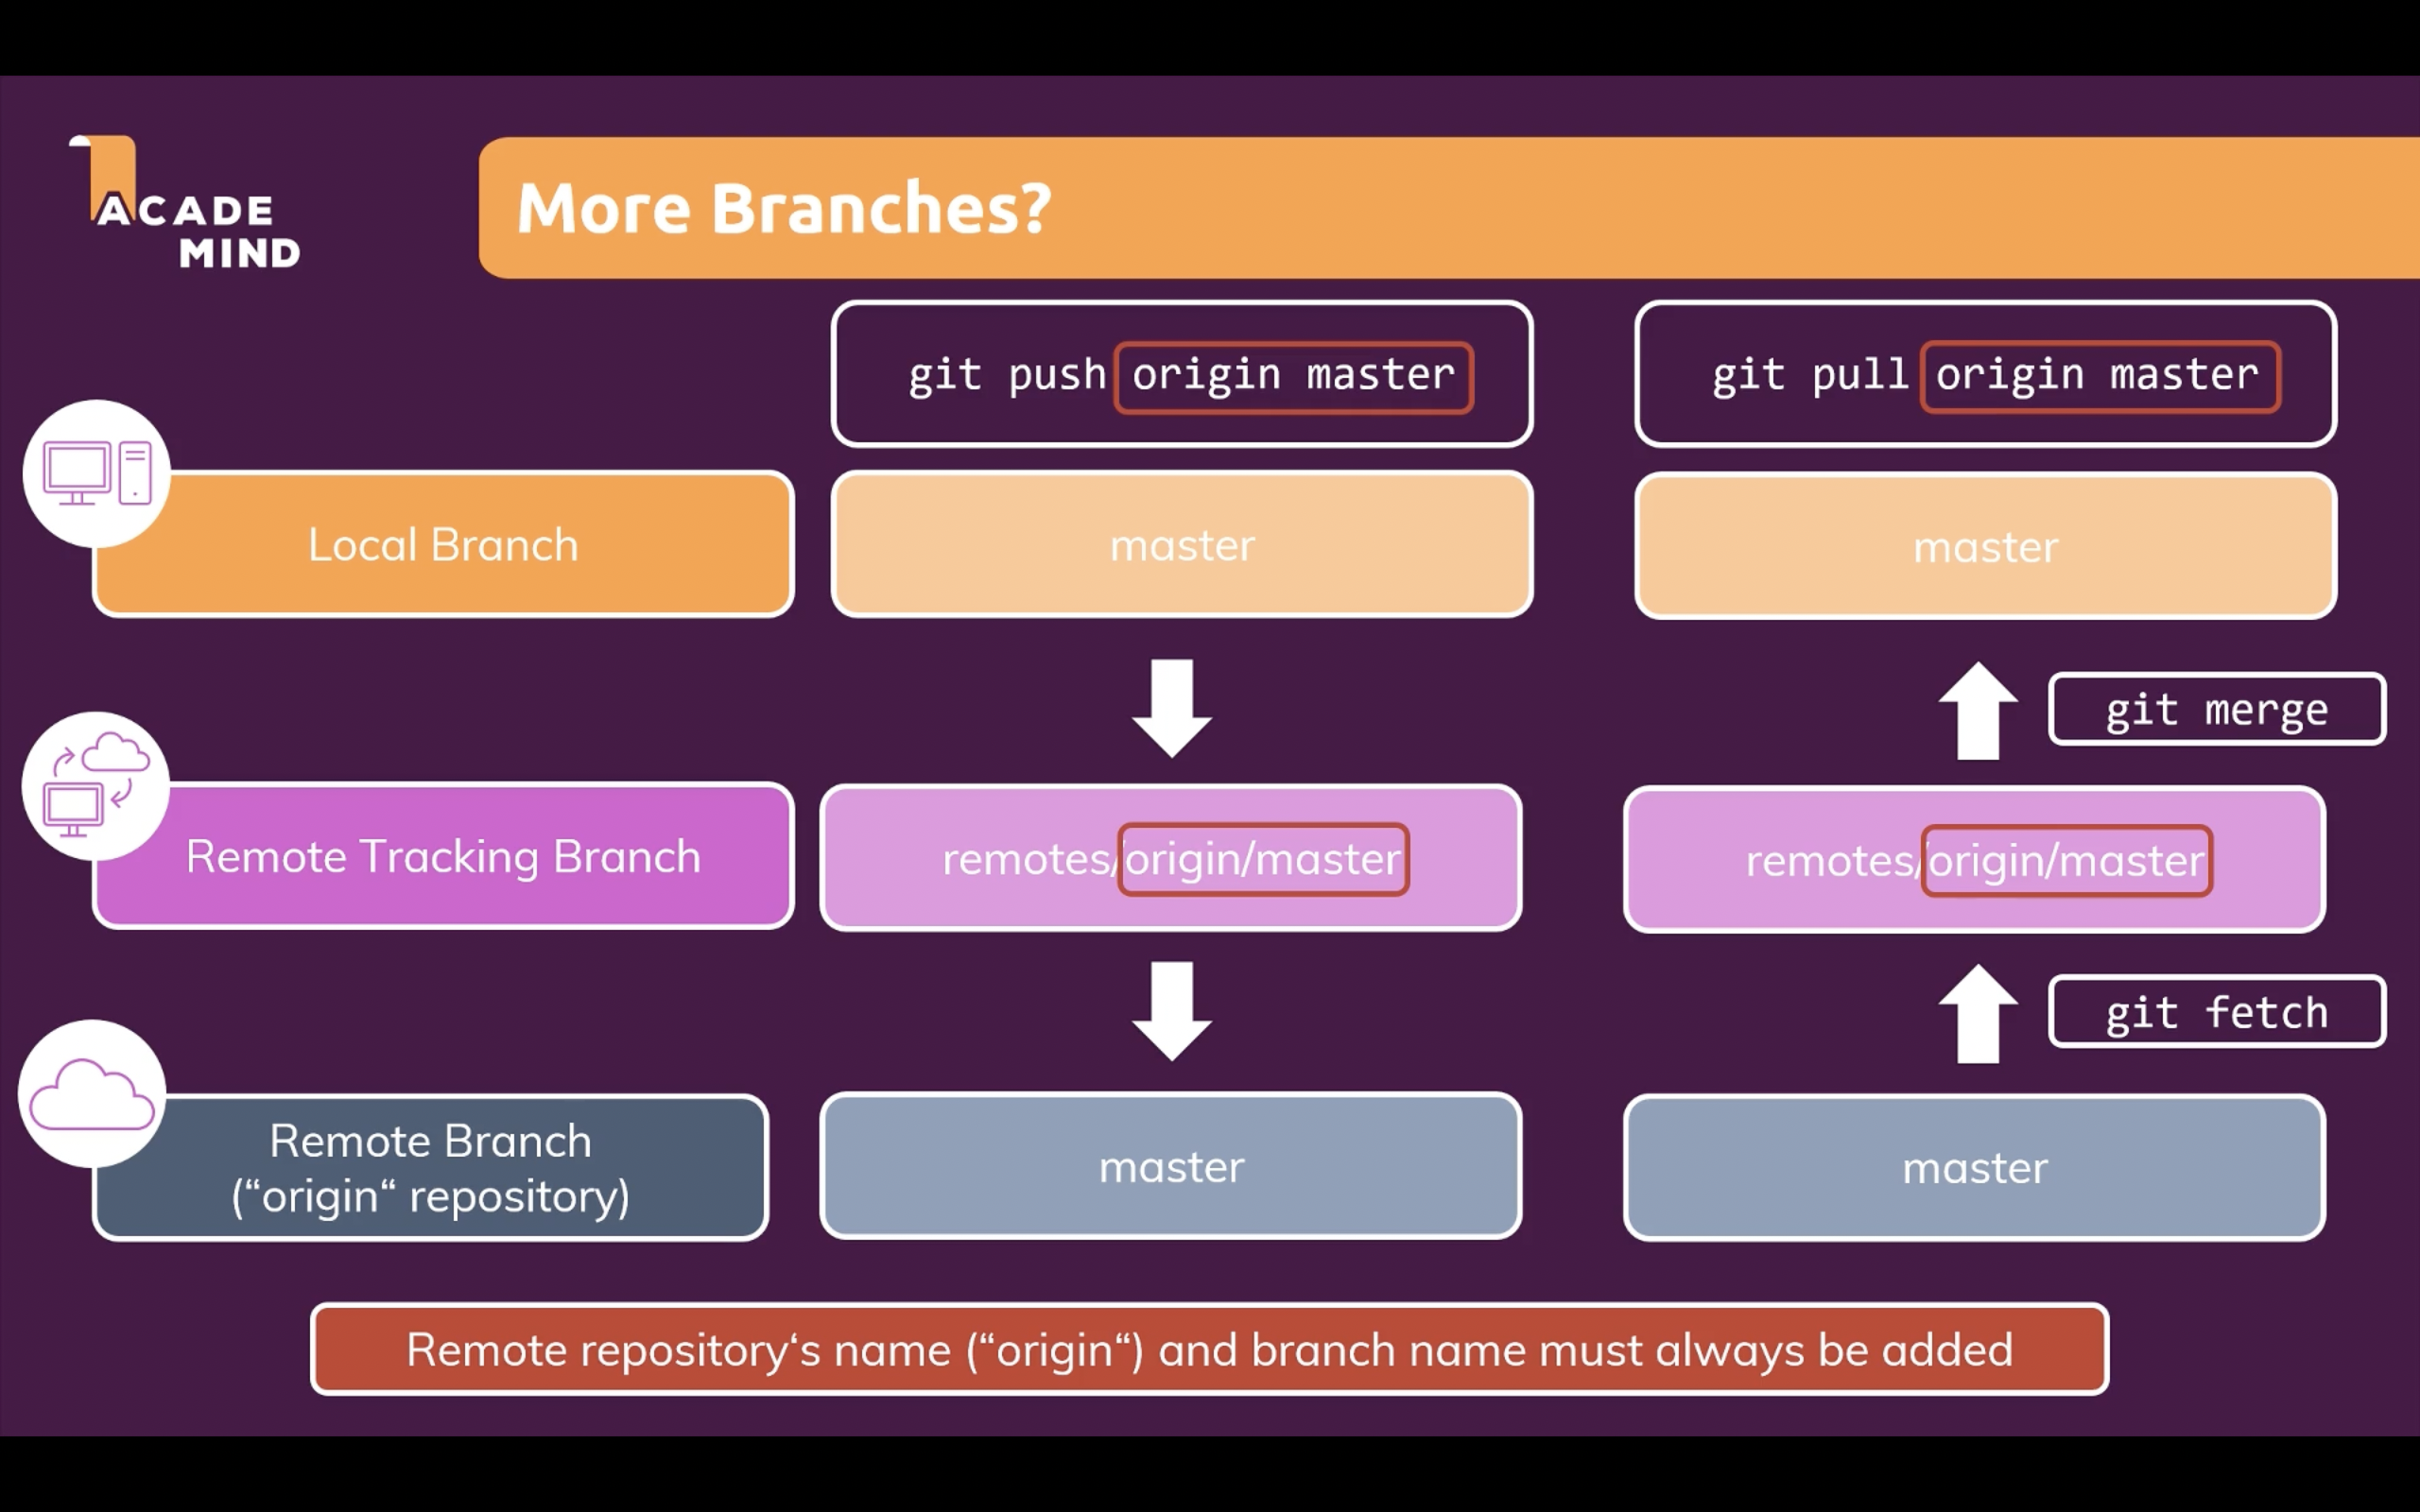 ACADE
MIND
More Branches?
git push origin master
git pull origin master
Local Branch
master
master
git merge
Remote Tracking Branch
remotes/origin/master
remotes/origin/master
git fetch
Remote Branch
(“origin“ repository)
master
master
Remote repository‘s name (“origin“) and branch name must always be added